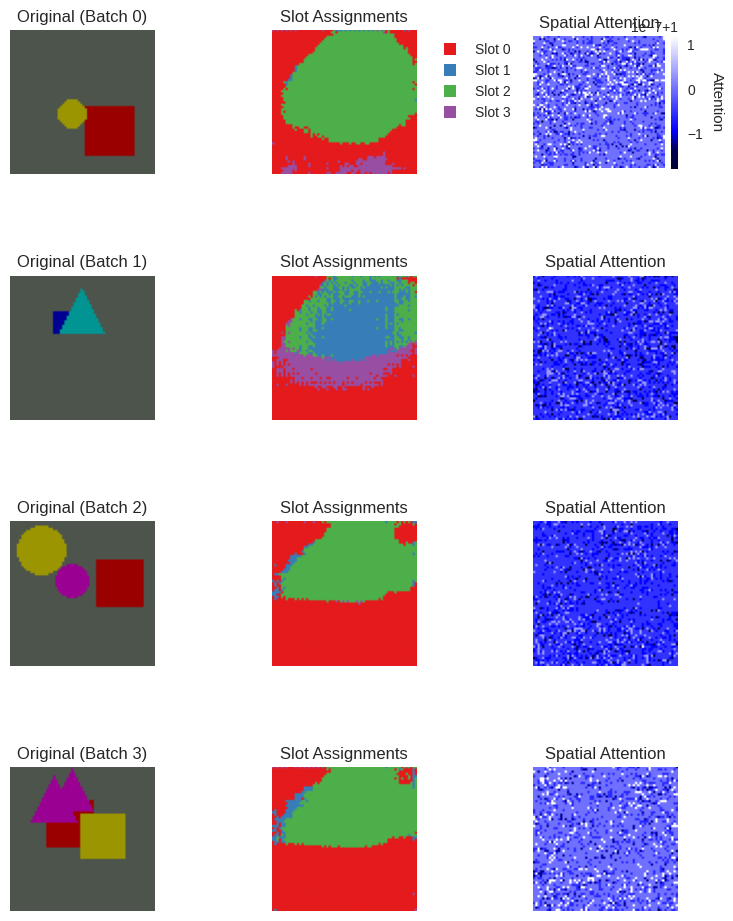 Original (Batch 0)
Slot Assignments
Spatial Attention
1e-7+1
Slot 0
Slot 1
Slot 2
Slot 3
1
0
−1
Attention
Original (Batch 1)
Slot Assignments
Spatial Attention
Original (Batch 2)
Slot Assignments
Spatial Attention
Original (Batch 3)
Slot Assignments
Spatial Attention